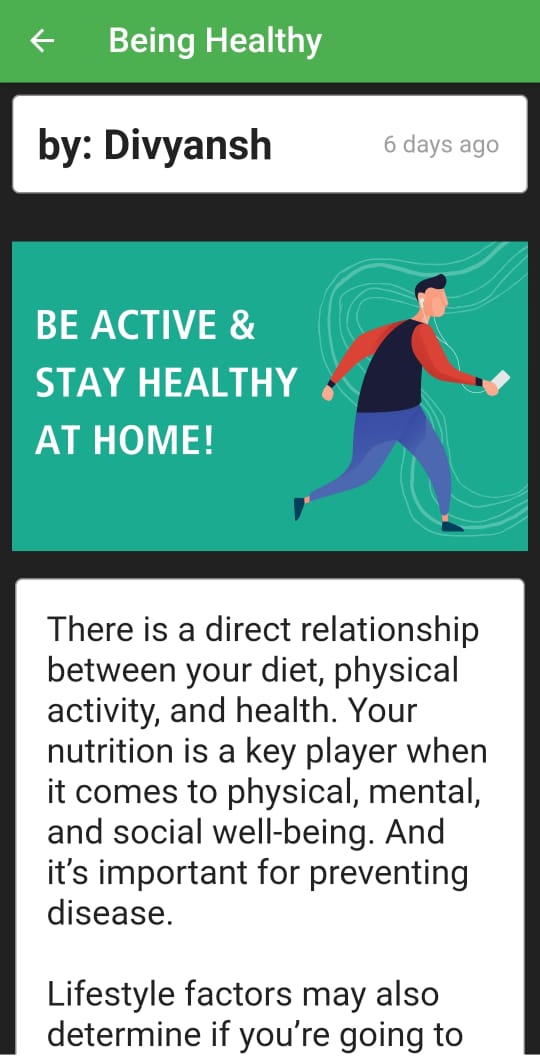 Being Healthy
by: Divyansh 6 days ago
BE ACTIVE &
STAY HEALTHY
AT HOME!
There is a direct relationship
between your diet, physical
activity, and health. Your
nutrition is a key player when
it comes to physical, mental,
and social well-being. And
it’s important for preventing
disease.
Lifestyle factors may also
determine if you’re going to